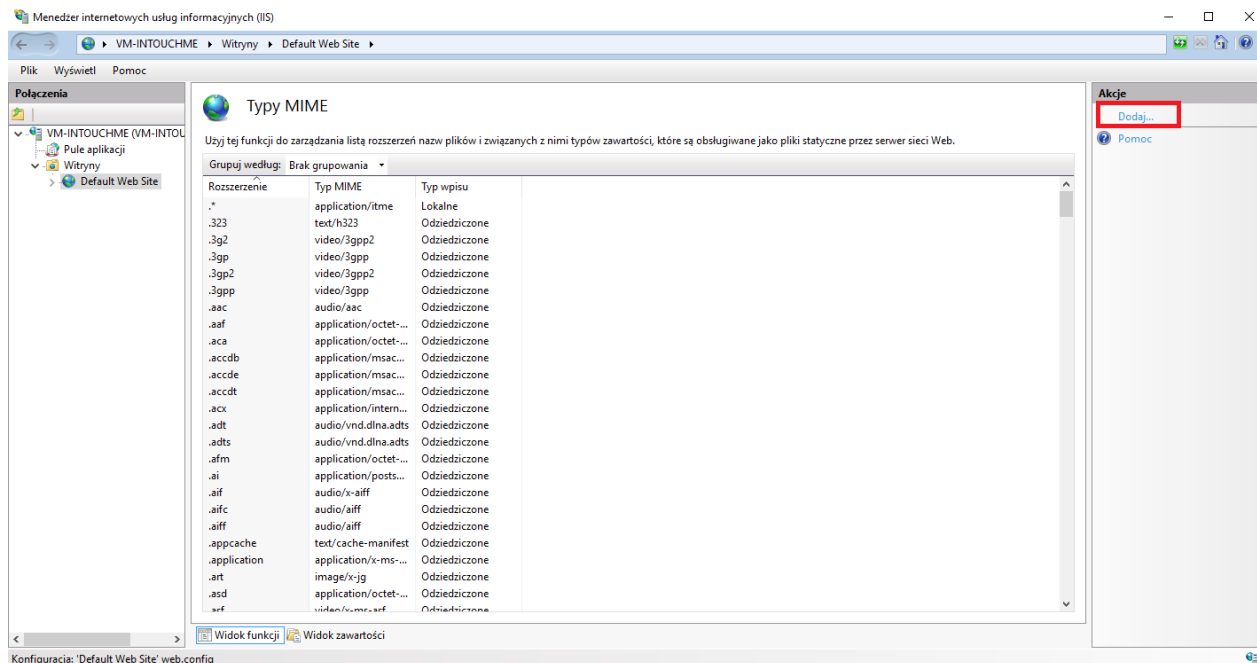 Menedżer internetowych usług informacyjnych (IIS)
VM-INTOUCHME Witryny Default Web Site
Plik Wyświetl Pomoc
Połączenia
VM-INTOUCHME (VM-INTOU
Pule aplikacji
Witryny
Default Web Site
Typy MIME
Użyj tej funkcji do zarządzania listą rozszerzeń nazw plików i związanych z nimi typów zawartości, które są obsługiwane jako pliki statyczne przez serwer sieci Web.
Grupuj według: Brak grupowania
Rozszerzenie Typ MIME Typ wpisu
.* application/itme Lokalne
.323 text/h323 Odziedziczone
.3g2 video/3gpp2 Odziedziczone
.3gp video/3gpp Odziedziczone
.3gp2 video/3gpp2 Odziedziczone
.3gpp video/3gpp Odziedziczone
.aac audio/aac Odziedziczone
.aaf application/octet-... Odziedziczone
.aca application/octet-... Odziedziczone
.accdb application/msac... Odziedziczone
.accde application/msac... Odziedziczone
.accdt application/msac... Odziedziczone
.acx application/intern... Odziedziczone
.adt audio/vnd.dlna.adts Odziedziczone
.adts audio/vnd.dlna.adts Odziedziczone
.afm application/octet-... Odziedziczone
.ai application/posts... Odziedziczone
.aif audio/x-aiff Odziedziczone
.aifc audio/aiff Odziedziczone
.aiff audio/aiff Odziedziczone
.appcache text/cache-manifest Odziedziczone
.application application/x-ms-... Odziedziczone
.art image/x-jg Odziedziczone
.asd application/octet-... Odziedziczone
.asf video/x-ms-asf Odziedziczone
Widok funkcji Widok zawartości
Akcje
Dodaj...
Pomoc
Konfiguracja: 'Default Web Site' web.config